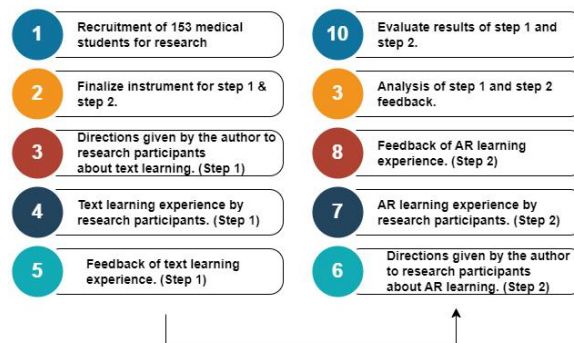 1
Recruitment of 153 medical
students for research
2
Finalize instrument for step 1 &
step 2.
3
Directions given by the author to
research participants
about text learning. (Step 1)
4
Text learning experience by
research participants. (Step 1)
5
Feedback of text learning
experience. (Step 1)
10
Evaluate results of step 1 and
step 2.
3
Analysis of step 1 and step 2
feedback.
8
Feedback of AR learning
experience. (Step 2)
7
AR learning experience by
research participants. (Step 2)
6
Directions given by the author
to research participants
about AR learning. (Step 2)